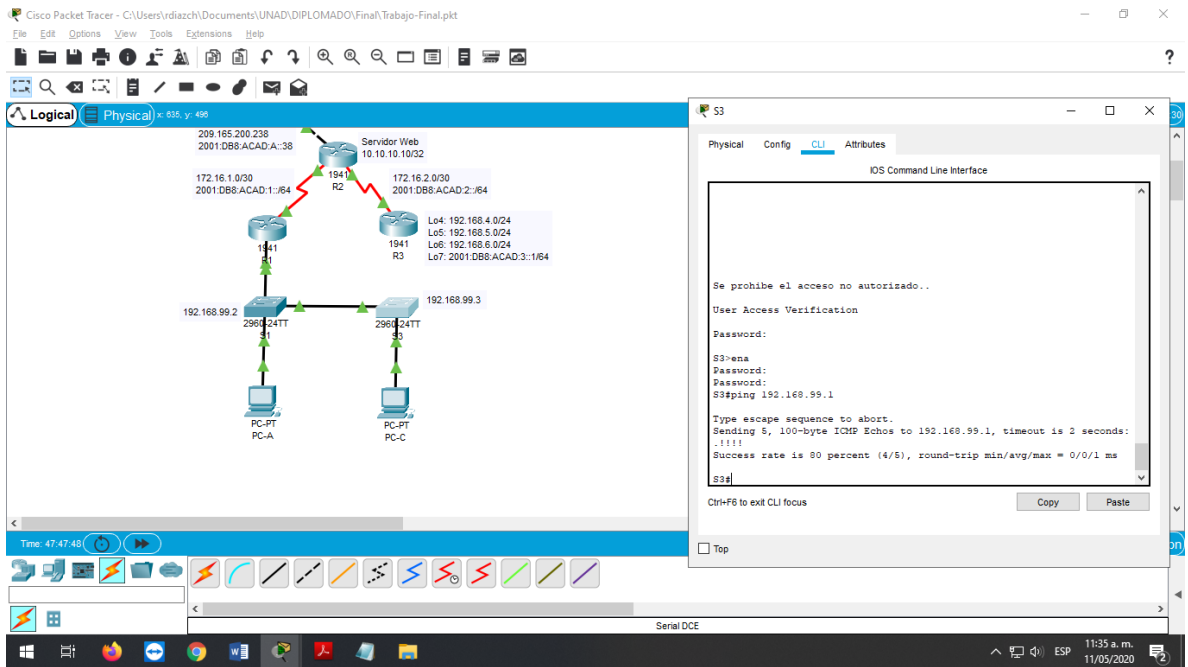 Cisco Packet Tracer - C:\Users\rdiazch\Documents\UNAD\DIPLOMADO\Final\Trabajo-Final.pkt
File Edit Options View Tools Extensions Help
?
Logical Physical x: 635, y: 496
209.165.200.238
2001:DB8:ACAD:A::38
Servidor Web
10.10.10.10/32
1941
R2
172.16.1.0/30
2001:DB8:ACAD:1::/64
172.16.2.0/30
2001:DB8:ACAD:2::/64
1941
R1
1941
R3
Lo4: 192.168.4.0/24
Lo5: 192.168.5.0/24
Lo6: 192.168.6.0/24
Lo7: 2001:DB8:ACAD:3::1/64
192.168.99.2
2960-24TT
S1
192.168.99.3
2960-24TT
S3
PC-PT
PC-A
PC-PT
PC-C
S3
Physical Config CLI Attributes
IOS Command Line Interface
Se prohibe el acceso no autorizado..
User Access Verification
Password:
S3>ena
Password:
Password:
S3#ping 192.168.99.1
Type escape sequence to abort.
Sending 5, 100-byte ICMP Echos to 192.168.99.1, timeout is 2 seconds:
.!!!!
Success rate is 80 percent (4/5), round-trip min/avg/max = 0/0/1 ms
S3#
Ctrl+F6 to exit CLI focus
Copy Paste
Top
Time: 47:47:48
Serial DCE
ESP
11:35 a. m.
11/05/2020
2